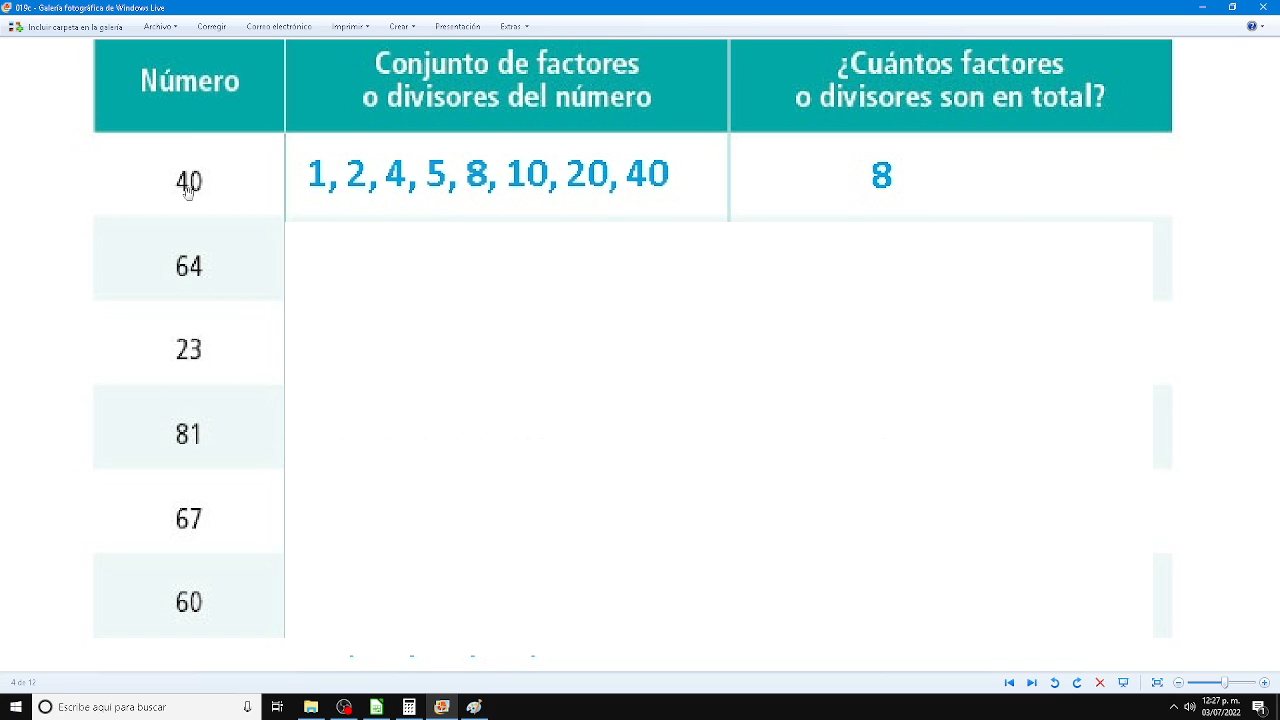 019c - Galería fotográfica de Windows Live
Incluir carpeta en la galería Archivo Corregir Correo electrónico Imprimir Crear Presentación Extras
Número
Conjunto de factores
o divisores del número
¿Cuántos factores
o divisores son en total?
40
1, 2, 4, 5, 8, 10, 20, 40
8
64
23
81
67
60
4 de 12
Escribe aquí para buscar
12:27 p. m.
03/07/2022
1